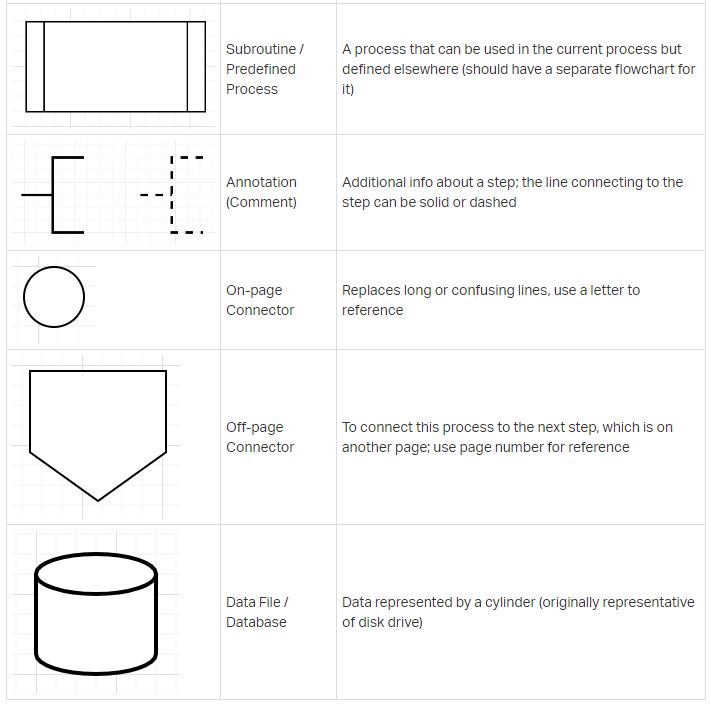 Subroutine /
Predefined
Process
A process that can be used in the current process but
defined elsewhere (should have a separate flowchart for
it)
Annotation
(Comment)
Additional info about a step; the line connecting to the
step can be solid or dashed
On-page
Connector
Replaces long or confusing lines, use a letter to
reference
Off-page
Connector
To connect this process to the next step, which is on
another page; use page number for reference
Data File /
Database
Data represented by a cylinder (originally representative
of disk drive)